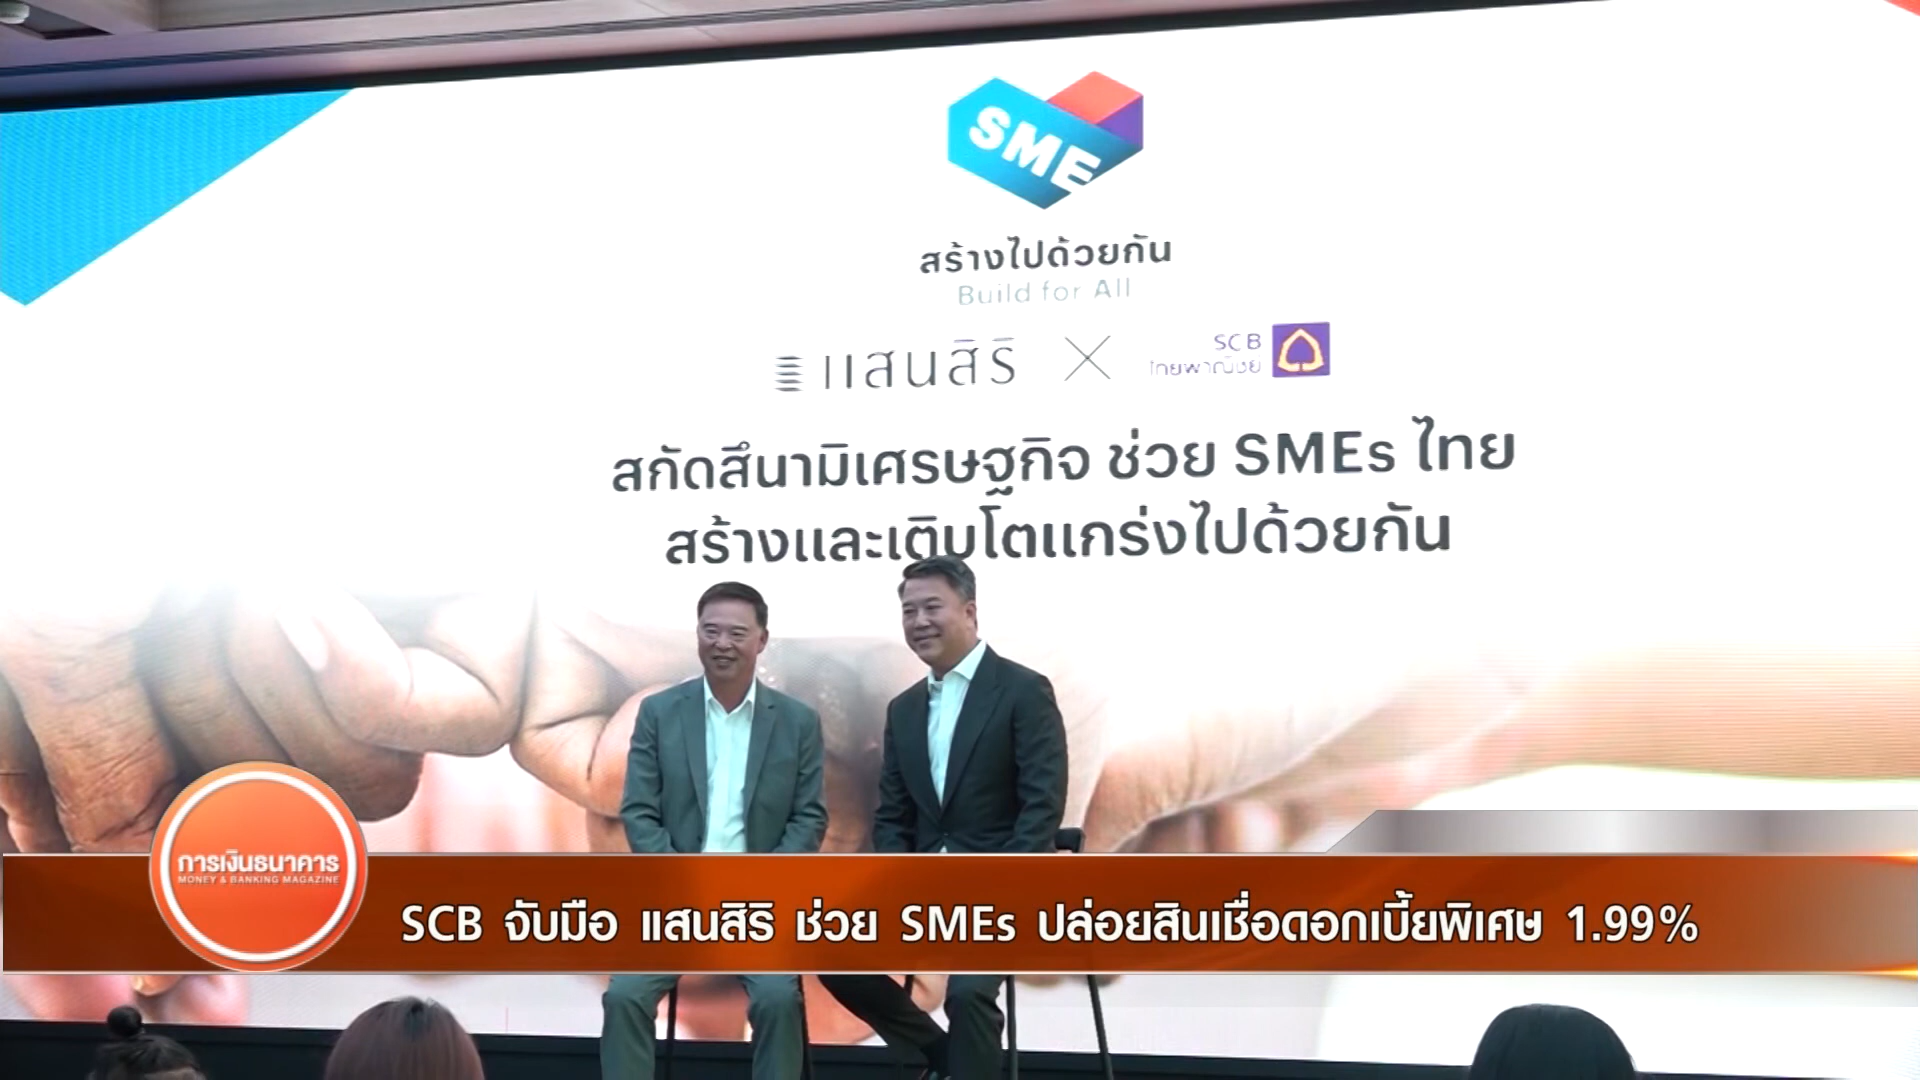 SME
สร้างไปด้วยกัน
Build for All
แสนสิริ
SCB
ไทยพาณิชย์
สกัดสึนามิเศรษฐกิจ ช่วย SMEs ไทย
สร้างและเติบโตแกร่งไปด้วยกัน
การเงินธนาคาร
MONEY & BANKING MAGAZINE
SCB จับมือ แสนสิริ ช่วย SMEs ปล่อยสินเชื่อดอกเบี้ยพิเศษ 1.99%